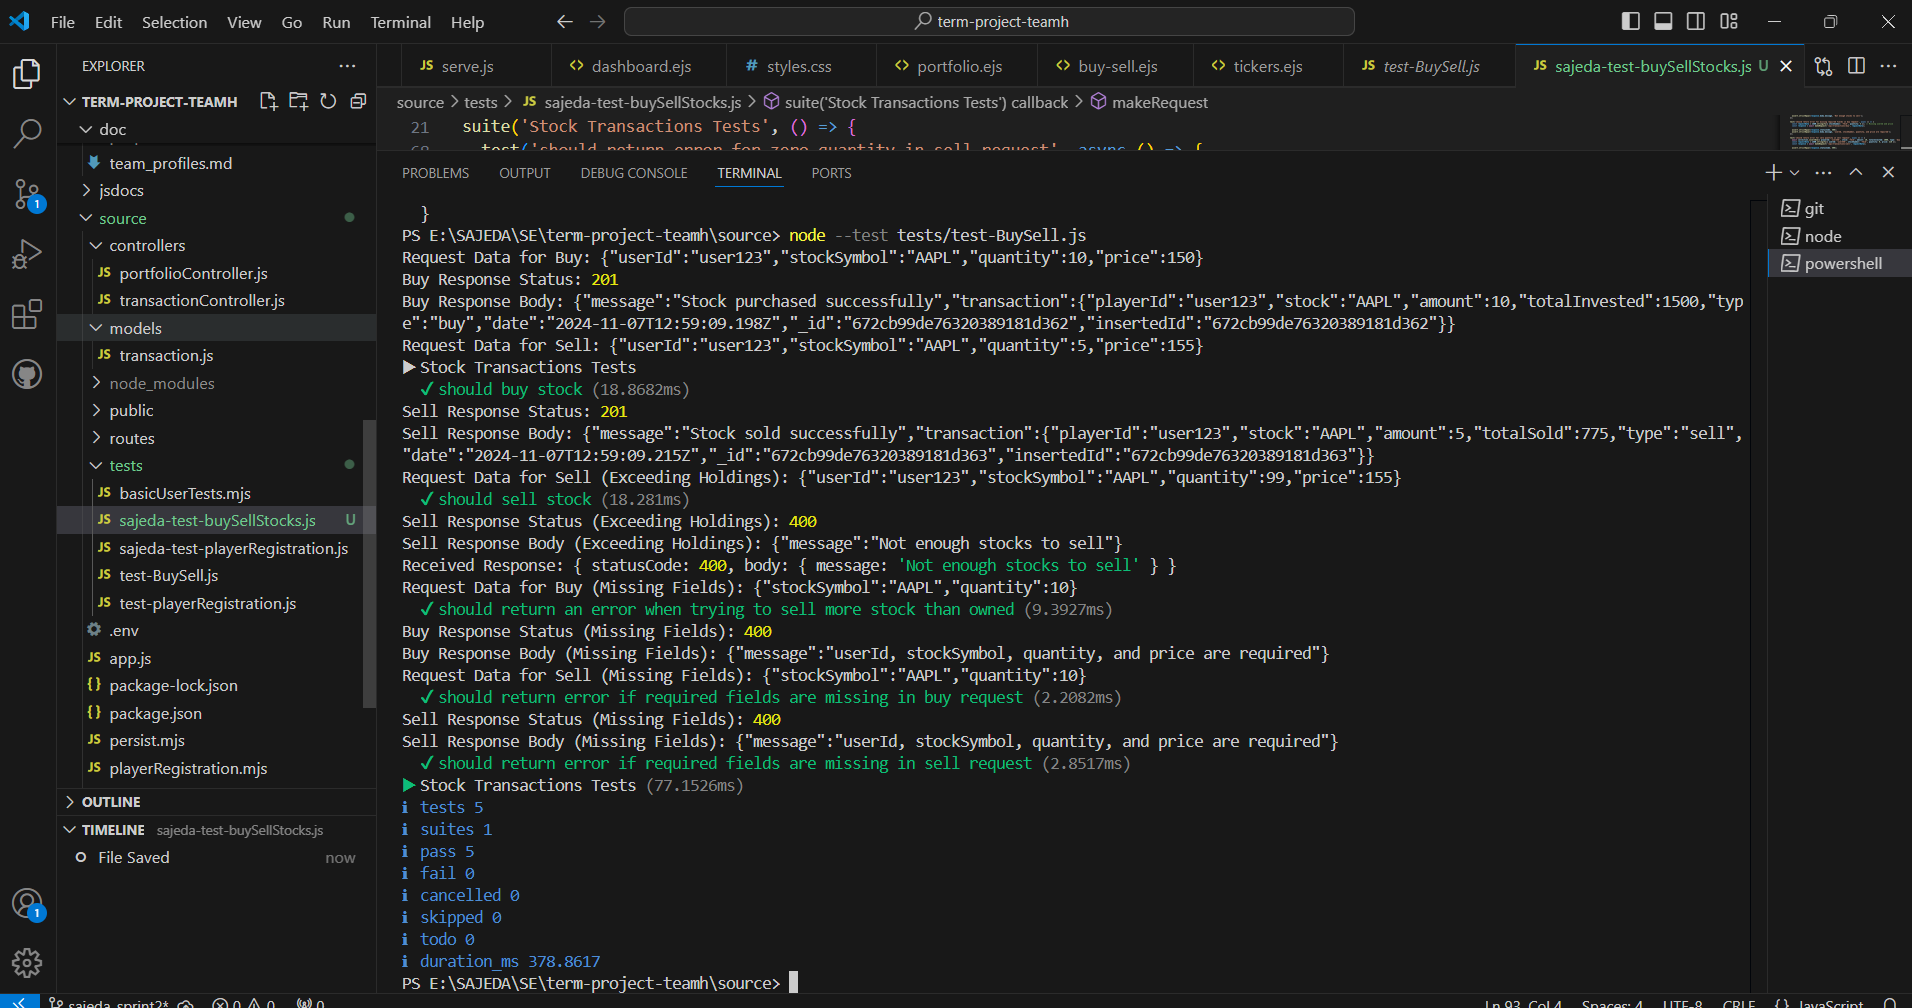 File Edit Selection View Go Run Terminal Help
term-project-teamh
EXPLORER
TERM-PROJECT-TEAMH
doc
team_profiles.md
jsdocs
source
controllers
JS portfolioController.js
JS transactionController.js
models
JS transaction.js
node_modules
public
routes
tests
JS basicUserTests.mjs
JS sajeda-test-buySellStocks.js U
JS sajeda-test-playerRegistration.js
JS test-BuySell.js
JS test-playerRegistration.js
.env
JS app.js
{} package-lock.json
{} package.json
JS persist.mjs
JS playerRegistration.mjs
OUTLINE
TIMELINE sajeda-test-buySellStocks.js
File Saved now
1
1
JS serve.js <> dashboard.ejs # styles.css <> portfolio.ejs <> buy-sell.ejs <> tickers.ejs JS test-BuySell.js JS sajeda-test-buySellStocks.js U
source > tests > JS sajeda-test-buySellStocks.js > suite('Stock Transactions Tests') callback > makeRequest
21 suite('Stock Transactions Tests', () => {
test('should return error for zero quantity in sell request', async () => {
PROBLEMS OUTPUT DEBUG CONSOLE TERMINAL PORTS
git
node
powershell
}
PS E:\SAJEDA\SE\term-project-teamh\source> node --test tests/test-BuySell.js
Request Data for Buy: {"userId":"user123","stockSymbol":"AAPL","quantity":10,"price":150}
Buy Response Status: 201
Buy Response Body: {"message":"Stock purchased successfully","transaction":{"playerId":"user123","stock":"AAPL","amount":10,"totalInvested":1500,"typ
e":"buy","date":"2024-11-07T12:59:09.198Z","_id":"672cb99de76320389181d362","insertedId":"672cb99de76320389181d362"}}
Request Data for Sell: {"userId":"user123","stockSymbol":"AAPL","quantity":5,"price":155}
▶ Stock Transactions Tests
✓ should buy stock (18.8682ms)
Sell Response Status: 201
Sell Response Body: {"message":"Stock sold successfully","transaction":{"playerId":"user123","stock":"AAPL","amount":5,"totalSold":775,"type":"sell",
"date":"2024-11-07T12:59:09.215Z","_id":"672cb99de76320389181d363","insertedId":"672cb99de76320389181d363"}}
Request Data for Sell (Exceeding Holdings): {"userId":"user123","stockSymbol":"AAPL","quantity":99,"price":155}
✓ should sell stock (18.281ms)
Sell Response Status (Exceeding Holdings): 400
Sell Response Body (Exceeding Holdings): {"message":"Not enough stocks to sell"}
Received Response: { statusCode: 400, body: { message: 'Not enough stocks to sell' } }
Request Data for Buy (Missing Fields): {"stockSymbol":"AAPL","quantity":10}
✓ should return an error when trying to sell more stock than owned (9.3927ms)
Buy Response Status (Missing Fields): 400
Buy Response Body (Missing Fields): {"message":"userId, stockSymbol, quantity, and price are required"}
Request Data for Sell (Missing Fields): {"stockSymbol":"AAPL","quantity":10}
✓ should return error if required fields are missing in buy request (2.2082ms)
Sell Response Status (Missing Fields): 400
Sell Response Body (Missing Fields): {"message":"userId, stockSymbol, quantity, and price are required"}
✓ should return error if required fields are missing in sell request (2.8517ms)
▶ Stock Transactions Tests (77.1526ms)
ℹ tests 5
ℹ suites 1
ℹ pass 5
ℹ fail 0
ℹ cancelled 0
ℹ skipped 0
ℹ todo 0
ℹ duration_ms 378.8617
PS E:\SAJEDA\SE\term-project-teamh\source>
sajeda_sprint2* 0 0 0 Ln 93, Col 4 Spaces: 4 UTF-8 CRLF {} JavaScript